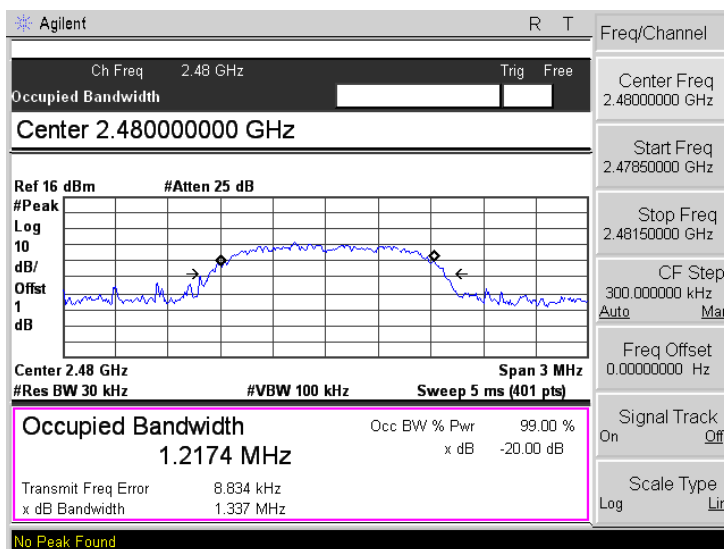 Agilent R T
Ch Freq 2.48 GHz Trig Free
Occupied Bandwidth
Center 2.480000000 GHz
Ref 16 dBm #Atten 25 dB
#Peak
Log
10
dB/
Offst
1
dB
Center 2.48 GHz Span 3 MHz
#Res BW 30 kHz #VBW 100 kHz Sweep 5 ms (401 pts)
Occupied Bandwidth Occ BW % Pwr 99.00 %
1.2174 MHz x dB -20.00 dB
Transmit Freq Error 8.834 kHz
x dB Bandwidth 1.337 MHz
No Peak Found
Freq/Channel
Center Freq
2.48000000 GHz
Start Freq
2.47850000 GHz
Stop Freq
2.48150000 GHz
CF Step
300.000000 kHz
Auto Man
Freq Offset
0.00000000 Hz
Signal Track
On Off
Scale Type
Log Lin